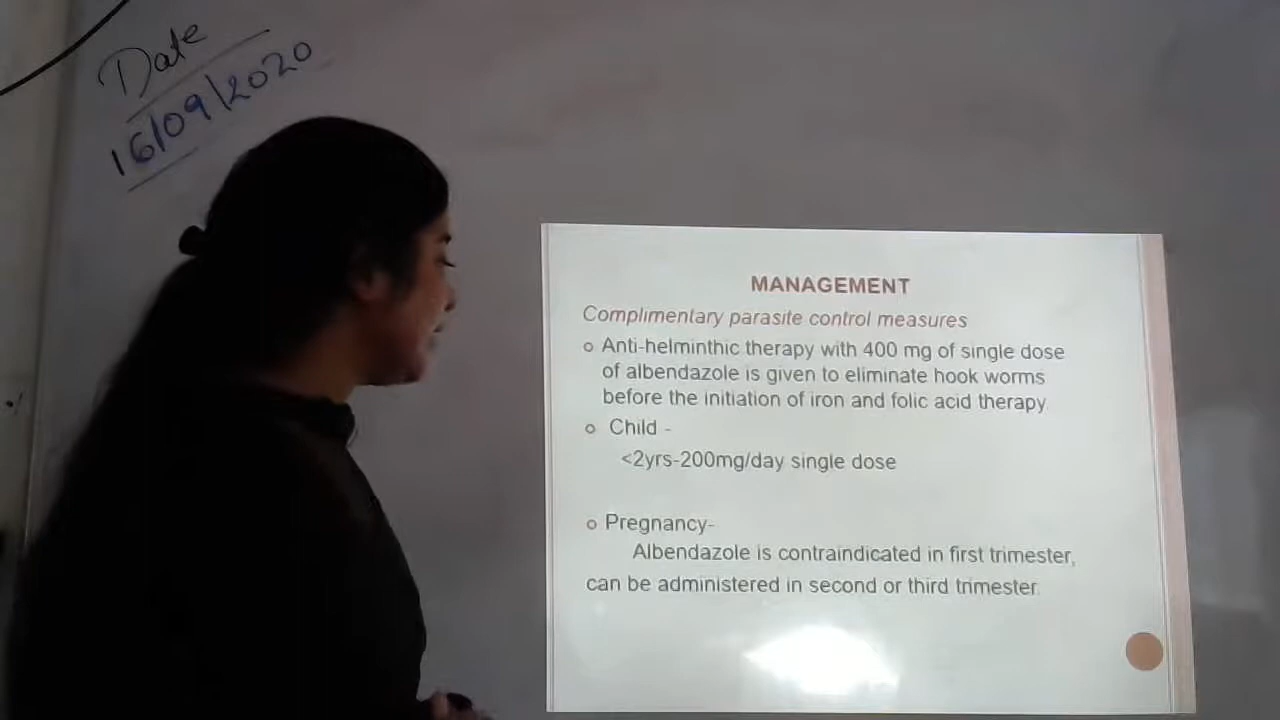 Date
16/09/2020
MANAGEMENT
Complimentary parasite control measures
o Anti-helminthic therapy with 400 mg of single dose
of albendazole is given to eliminate hook worms
before the initiation of iron and folic acid therapy
o Child -
<2yrs-200mg/day single dose
o Pregnancy-
Albendazole is contraindicated in first trimester,
can be administered in second or third trimester.